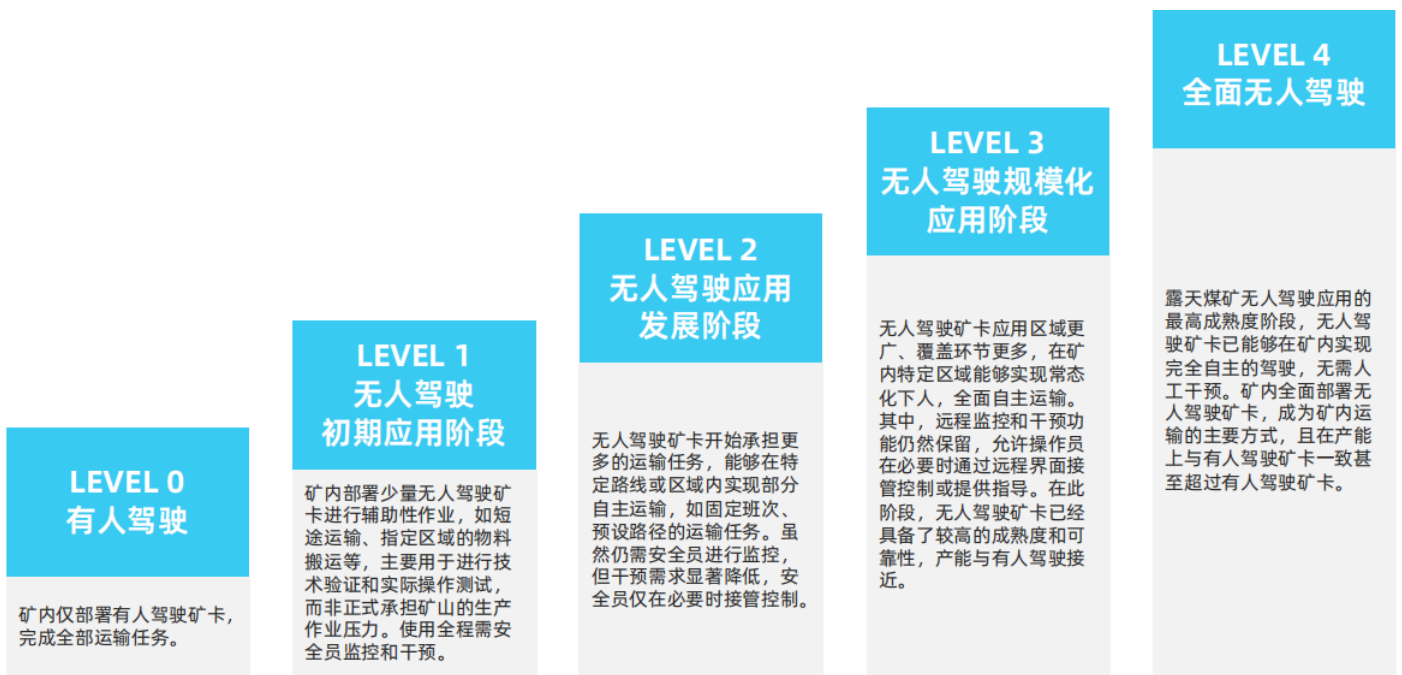 LEVEL 0
有人驾驶
矿内仅部署有人驾驶矿卡，
完成全部运输任务。
LEVEL 1
无人驾驶
初期应用阶段
矿内部署少量无人驾驶矿
卡进行辅助性作业，如短
途运输、指定区域的物料
搬运等，主要用于进行技
术验证和实际操作测试，
而非正式承担矿山的生产
作业压力。使用全程需安
全员监控和干预。
LEVEL 2
无人驾驶应用
发展阶段
无人驾驶矿卡开始承担更
多的运输任务，能够在特
定路线或区域内实现部分
自主运输，如固定班次、
预设路径的运输任务。虽
然仍需安全员进行监控，
但干预需求显著降低，安
全员仅在必要时接管控制。
LEVEL 3
无人驾驶规模化
应用阶段
无人驾驶矿卡应用区域更
广、覆盖环节更多，在矿
内特定区域能够实现常态
化下人，全面自主运输。
其中，远程监控和干预功
能仍然保留，允许操作员
在必要时通过远程界面接
管控制或提供指导。在此
阶段，无人驾驶矿卡已经
具备了较高的成熟度和可
靠性，产能与有人驾驶接
近。
LEVEL 4
全面无人驾驶
露天煤矿无人驾驶应用的
最高成熟度阶段，无人驾
驶矿卡已能够在矿内实现
完全自主的驾驶，无需人
工干预。矿内全面部署无
人驾驶矿卡，成为矿内运
输的主要方式，且在产能
上与有人驾驶矿卡一致甚
至超过有人驾驶矿卡。